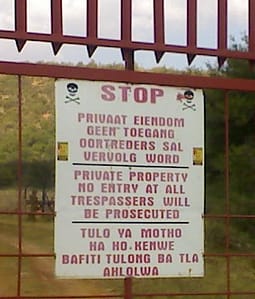 STOP
PRIVAAT EIENDOM
GEEN TOEGANG
OORTREDERS SAL
VERVOLG WORD
PRIVATE PROPERTY
NO ENTRY AT ALL
TRESPASSERS WILL
BE PROSECUTED
TULO YA MOTHO
HA HO KENWE
BAFITI TULONG BA TLA
AHLOLWA